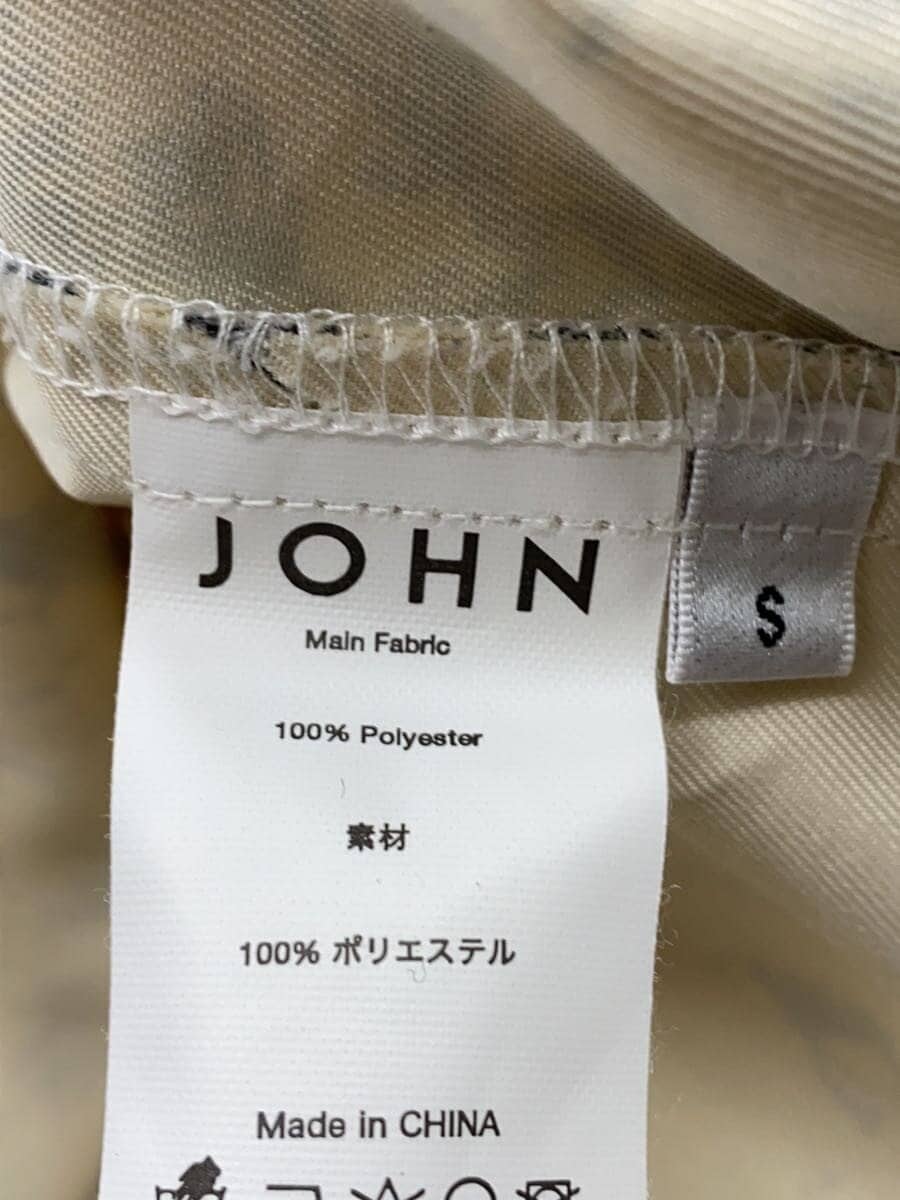 JOHN
S
Main Fabric
100% Polyester
素材
100% ポリエステル
Made in CHINA